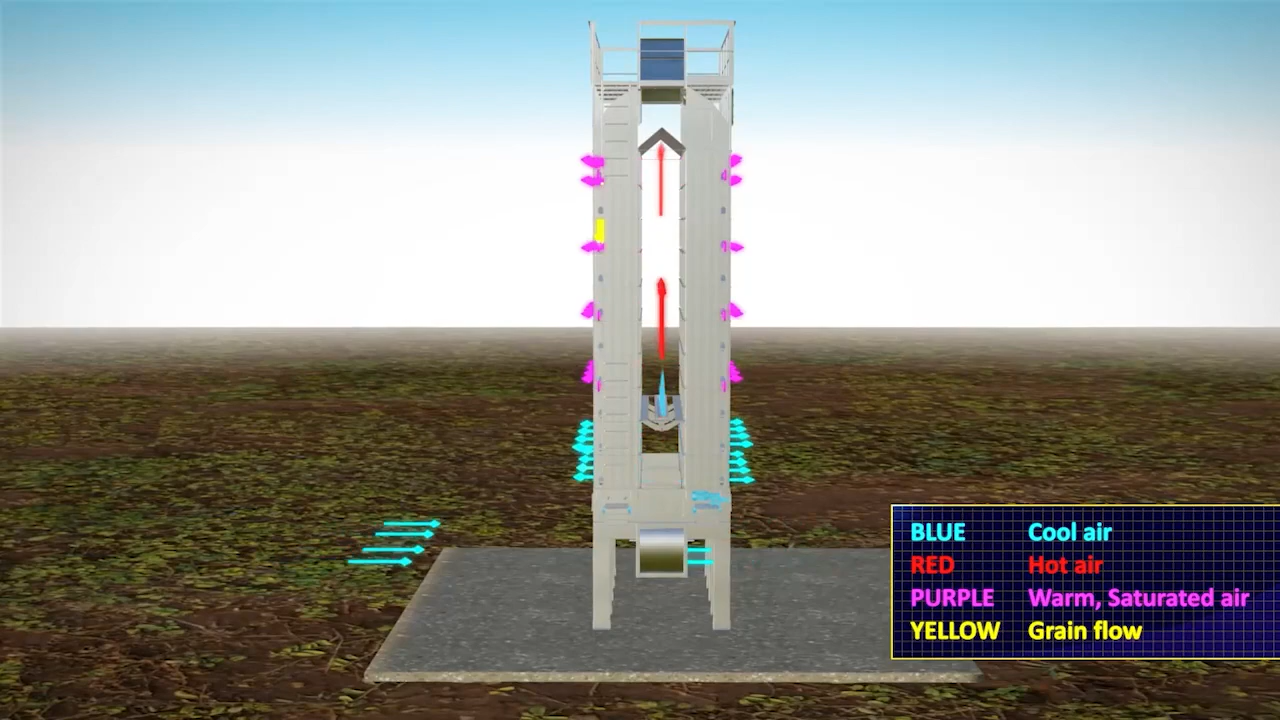 BLUE Cool air
RED Hot air
PURPLE Warm, Saturated air
YELLOW Grain flow